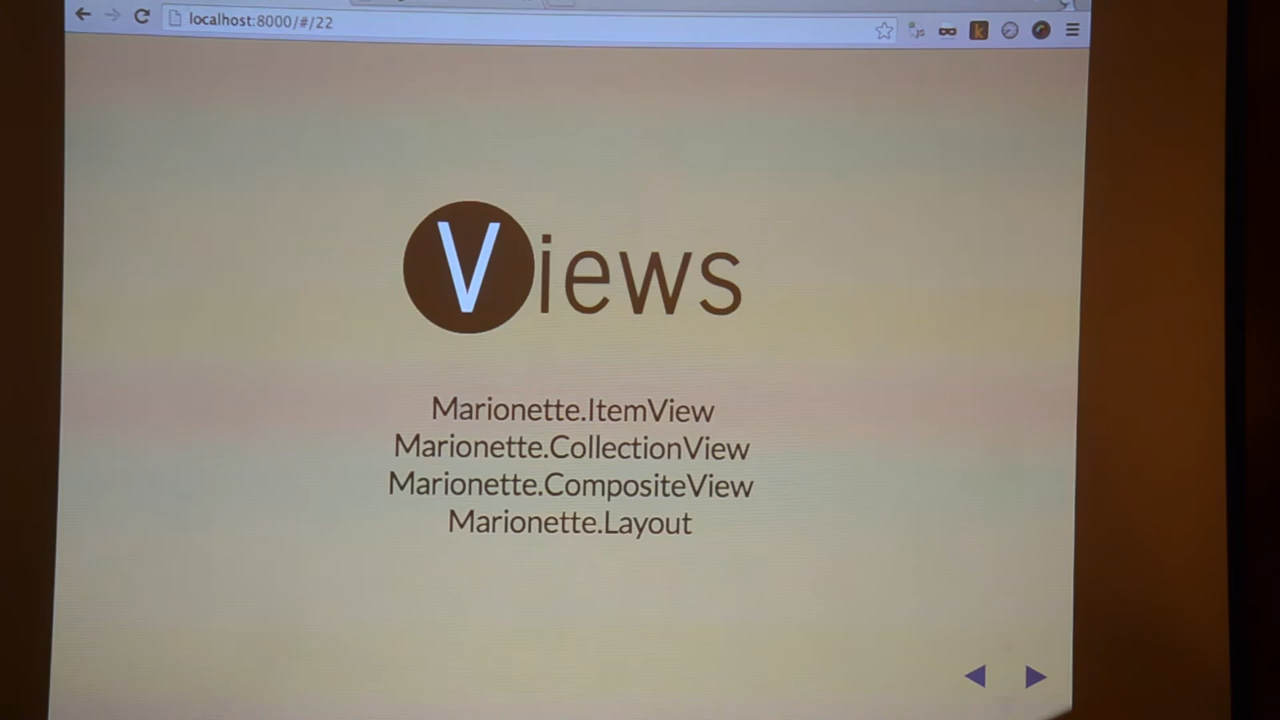 localhost:8000/#/22
Views
Marionette.ItemView
Marionette.CollectionView
Marionette.CompositeView
Marionette.Layout